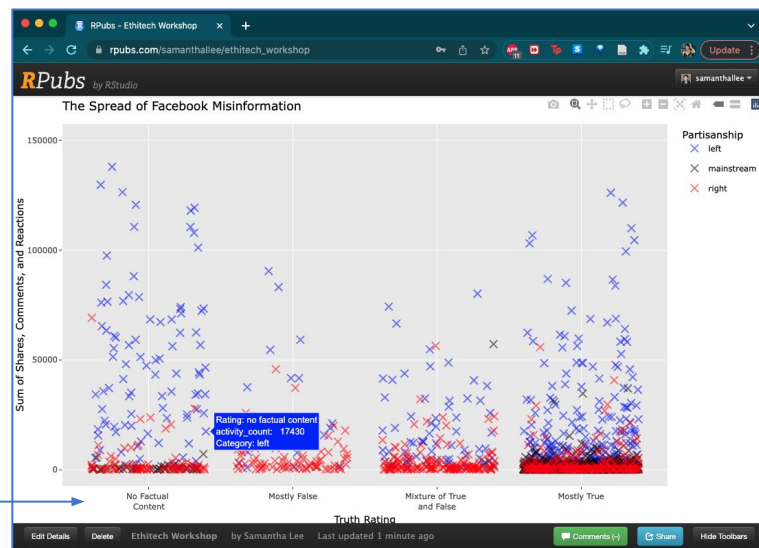 RPubs - Ethitech Workshop
rpubs.com/samanthallee/ethitech_workshop
APP
11
Tp
S
Update
RPubs by RStudio
samanthallee
The Spread of Facebook Misinformation
Sum of Shares, Comments, and Reactions
150000
100000
50000
0
Partisanship
left
mainstream
right
Rating: no factual content
activity_count: 17430
Category: left
No Factual
Content
Mostly False
Mixture of True
and False
Mostly True
Truth Rating
Edit Details
Delete
Ethitech Workshop by Samantha Lee Last updated 1 minute ago
Comments (–)
Share
Hide Toolbars